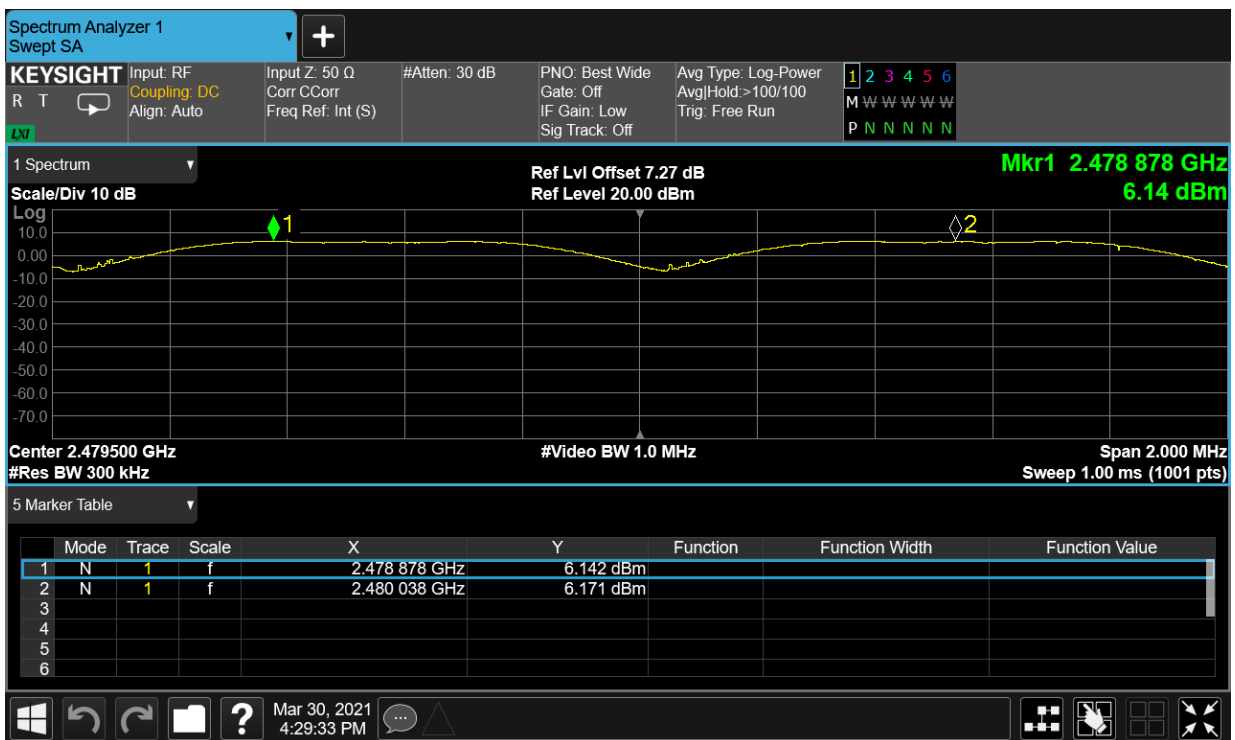 Spectrum Analyzer 1
Swept SA
KEYSIGHT
R T
LXI
Input: RF
Coupling: DC
Align: Auto
Input Z: 50 Ω
Corr CCorr
Freq Ref: Int (S)
#Atten: 30 dB
PNO: Best Wide
Gate: Off
IF Gain: Low
Sig Track: Off
Avg Type: Log-Power
Avg|Hold:>100/100
Trig: Free Run
1 2 3 4 5 6
M W W W W W
P N N N N N
1 Spectrum
Scale/Div 10 dB
Ref Lvl Offset 7.27 dB
Ref Level 20.00 dBm
Mkr1 2.478 878 GHz
6.14 dBm
Log
10.0
0.00
-10.0
-20.0
-30.0
-40.0
-50.0
-60.0
-70.0
1
2
Center 2.479500 GHz
#Video BW 1.0 MHz
Span 2.000 MHz
#Res BW 300 kHz
Sweep 1.00 ms (1001 pts)
5 Marker Table
Mode Trace Scale X Y Function Function Width Function Value
1 N 1 f 2.478 878 GHz 6.142 dBm
2 N 1 f 2.480 038 GHz 6.171 dBm
3
4
5
6
?
Mar 30, 2021
4:29:33 PM